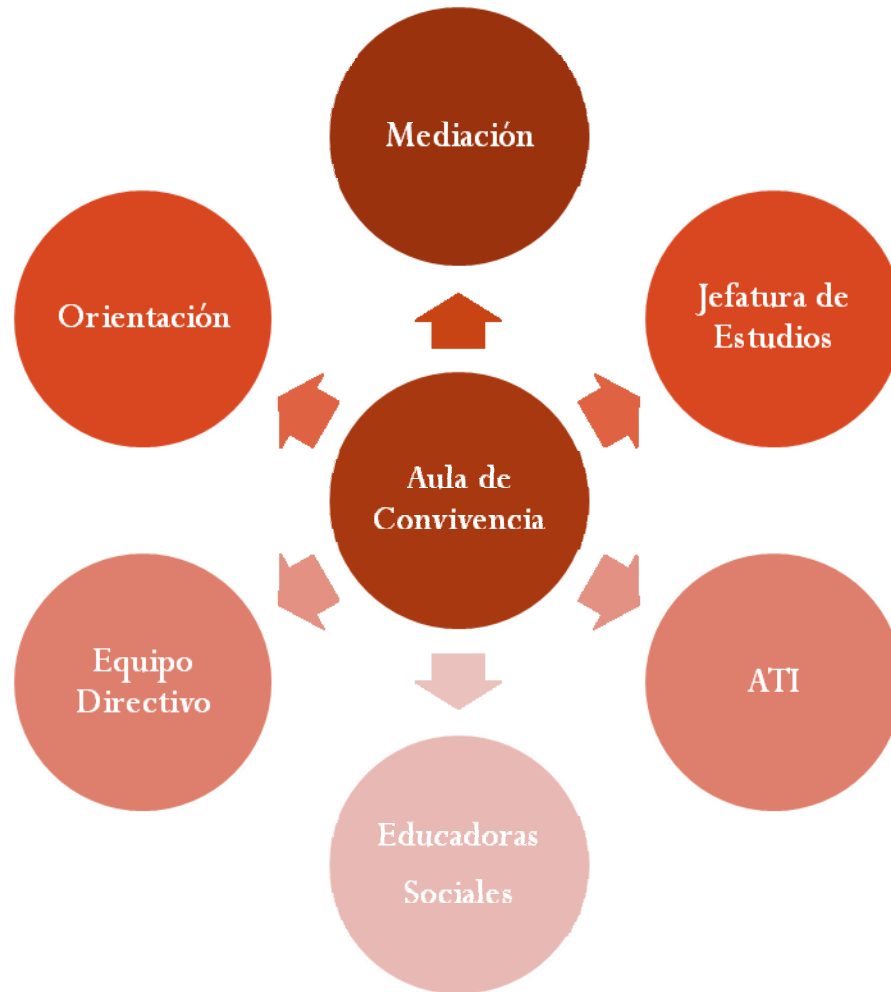 Mediación
Orientación
Jefatura de
Estudios
Aula de
Convivencia
Equipo
Directivo
ATI
Educadoras
Sociales